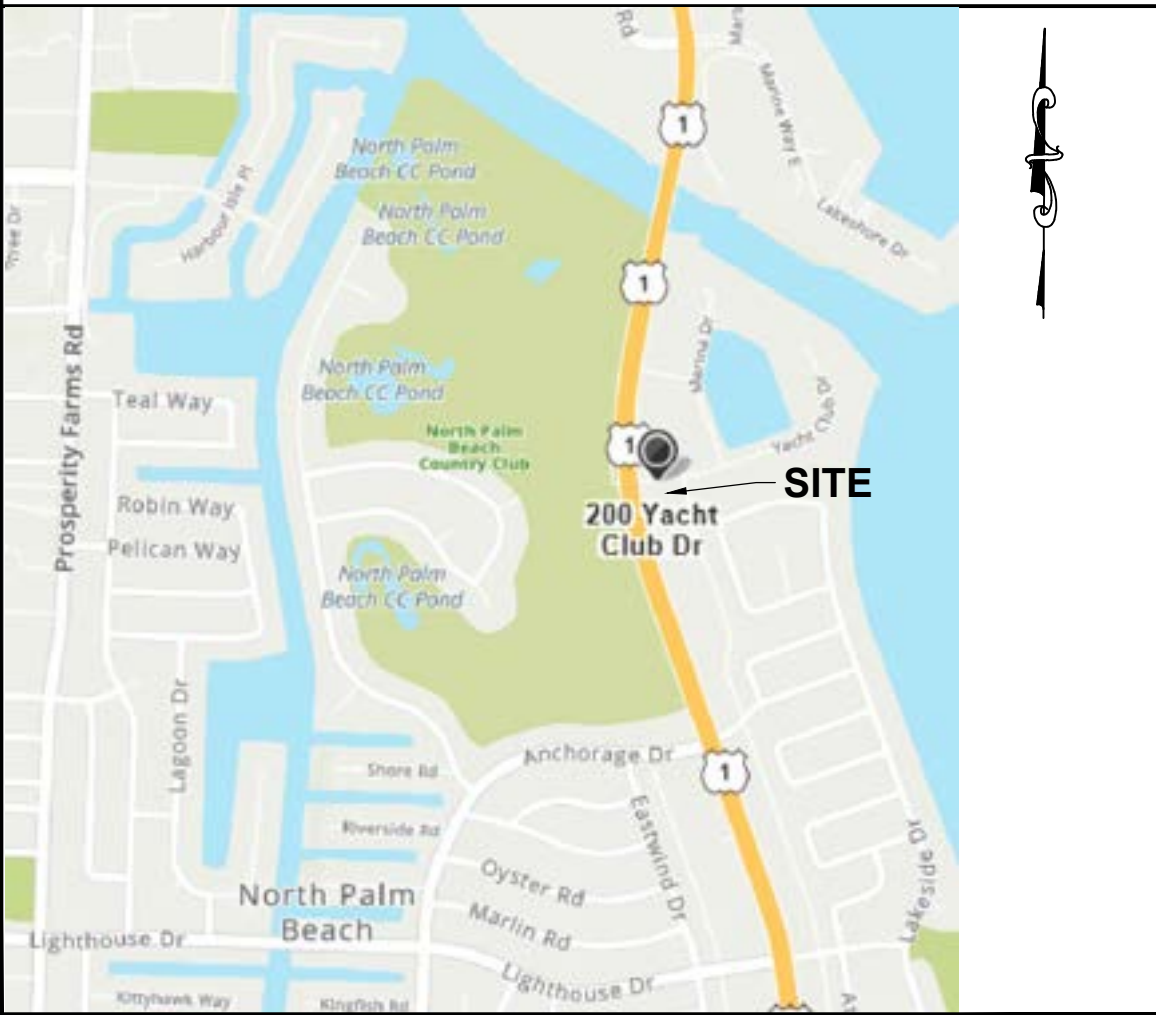 Rd
Mar
1
Marine Way E
North Palm
Beach CC Pond
Harbour Isle Pl
North Palm
Beach CC Pond
Lakeshore Dr
1
Prosperity Farms Rd
Marina Dr
North Palm
Beach CC Pond
Teal Way
Yacht Club Dr
North Palm
Beach
Country Club
1
SITE
Robin Way
200 Yacht
Club Dr
Pelican Way
North Palm
Beach CC Pond
Lagoon Dr
Anchorage Dr
Shore Rd
1
Riverside Rd
Eastwind Dr
Lakeside Dr
Oyster Rd
North Palm
Beach
Marlin Rd
Lighthouse Dr
Lighthouse Dr
Kittyhawk Way
Kingfish Rd